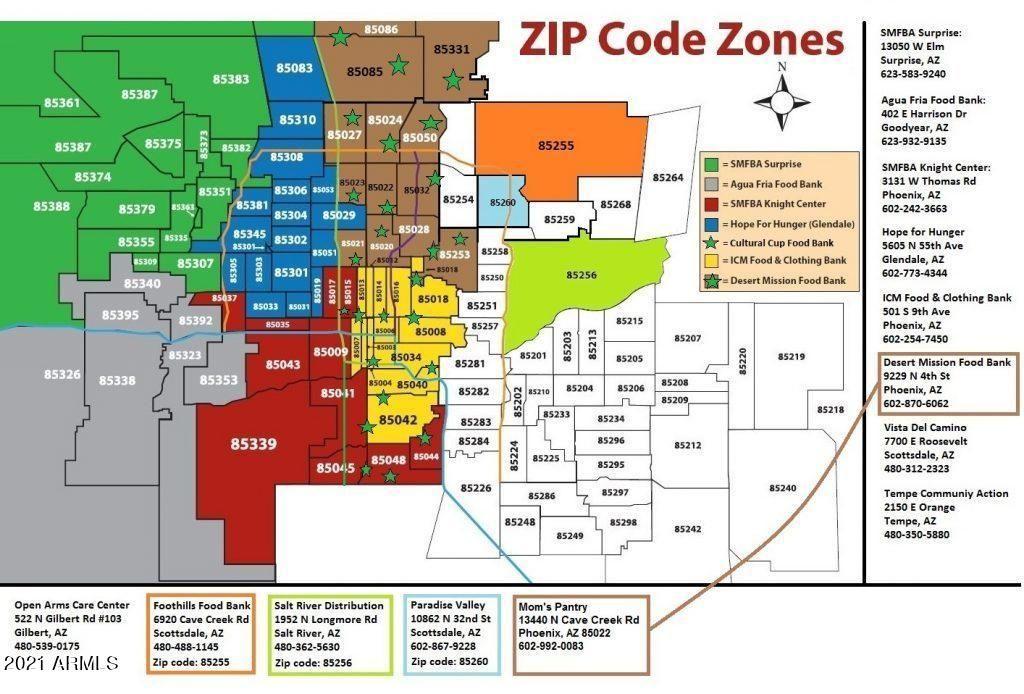 ZIP Code Zones
N
85086
85331
85085
85083
85383
85387
85361
85310
85027
85024
85050
85373
85375
85382
85387
85308
85255
85374
85264
85351
85306
85053
85023
85022
85032
85254
85260
85388
85379
85363
85381
85304
85029
85259
85268
85028
85345
85335
85355
85301
85302
85051
85021
85020
85253
85258
85309
85307
85305
85303
85301
85012
85018
85250
85256
85340
85019
85017
85015
85013
85014
85016
85018
85037
85033
85031
85251
85395
85392
85035
85006
85008
85257
85215
85207
85220
85219
85203
85213
85201
85205
85323
85043
85009
85007
85003
85034
85281
85326
85338
85353
85004
85040
85282
85202
85210
85204
85206
85208
85209
85218
85041
85042
85283
85233
85234
85339
85044
85284
85224
85225
85296
85212
85295
85045
85048
85226
85286
85297
85240
85248
85249
85298
85242
= SMFBA Surprise
= Agua Fria Food Bank
= SMFBA Knight Center
= Hope For Hunger (Glendale)
= Cultural Cup Food Bank
= ICM Food & Clothing Bank
= Desert Mission Food Bank
SMFBA Surprise:
13050 W Elm
Surprise, AZ
623-583-9240
Agua Fria Food Bank:
402 E Harrison Dr
Goodyear, AZ
623-932-9135
SMFBA Knight Center:
3131 W Thomas Rd
Phoenix, AZ
602-242-3663
Hope for Hunger
5605 N 55th Ave
Glendale, AZ
602-773-4344
ICM Food & Clothing Bank
501 S 9th Ave
Phoenix, AZ
602-254-7450
Desert Mission Food Bank
9229 N 4th St
Phoenix, AZ
602-870-6062
Vista Del Camino
7700 E Roosevelt
Scottsdale, AZ
480-312-2323
Tempe Communiy Action
2150 E Orange
Tempe, AZ
480-350-5880
Open Arms Care Center
522 N Gilbert Rd #103
Gilbert, AZ
480-539-0175
Foothills Food Bank
6920 Cave Creek Rd
Scottsdale, AZ
480-488-1145
Zip code: 85255
Salt River Distribution
1952 N Longmore Rd
Salt River, AZ
480-362-5630
Zip code: 85256
Paradise Valley
10862 N 32nd St
Scottsdale, AZ
602-867-9228
Zip code: 85260
Mom's Pantry
13440 N Cave Creek Rd
Phoenix, AZ 85022
602-992-0083
2021 ARMLS